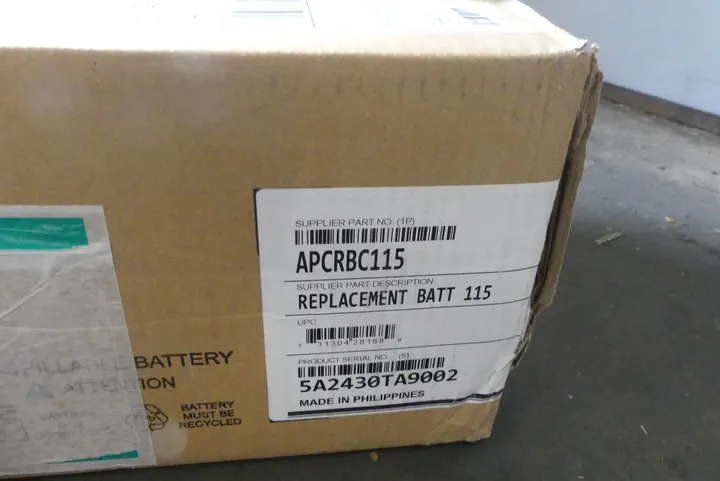 SUPPLIER PART NO. (1P)
APCRBC115
SUPPLIER PART DESCRIPTION
REPLACEMENT BATT 115
UPC
PRODUCT SERIAL NO. (S)
5A2430TA9002
MADE IN PHILIPPINES
BATTERY
ATTENTION
BATTERY
MUST BE
RECYCLED